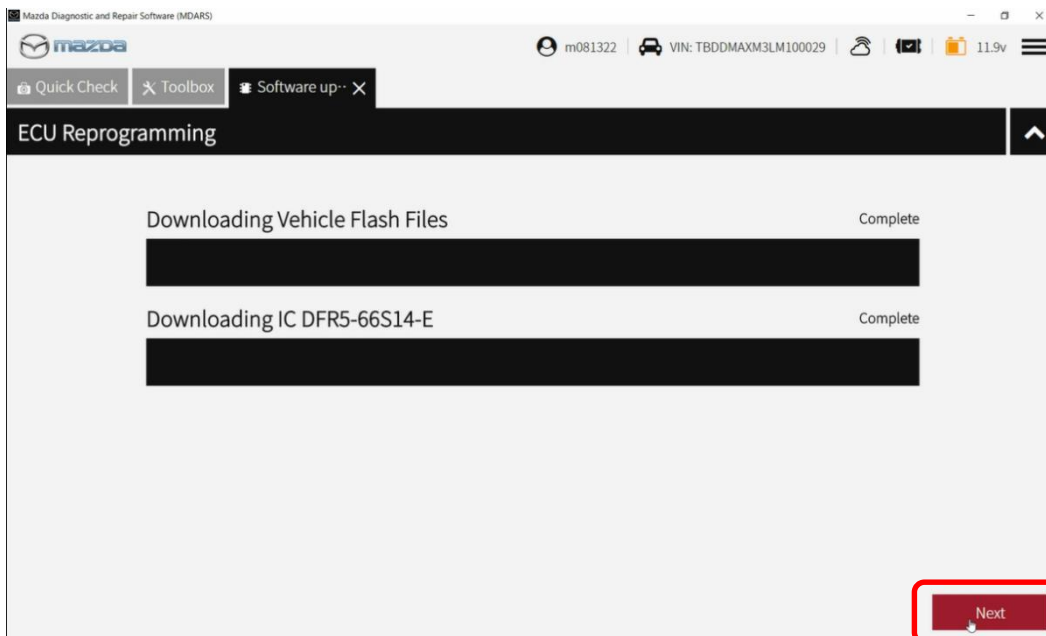 Mazda Diagnostic and Repair Software (MDARS)
mazda m081322 VIN: TBDDMAXM3LM100029 11.9v
Quick Check Toolbox Software up··
ECU Reprogramming
Downloading Vehicle Flash Files Complete
Downloading IC DFR5-66S14-E Complete
Next